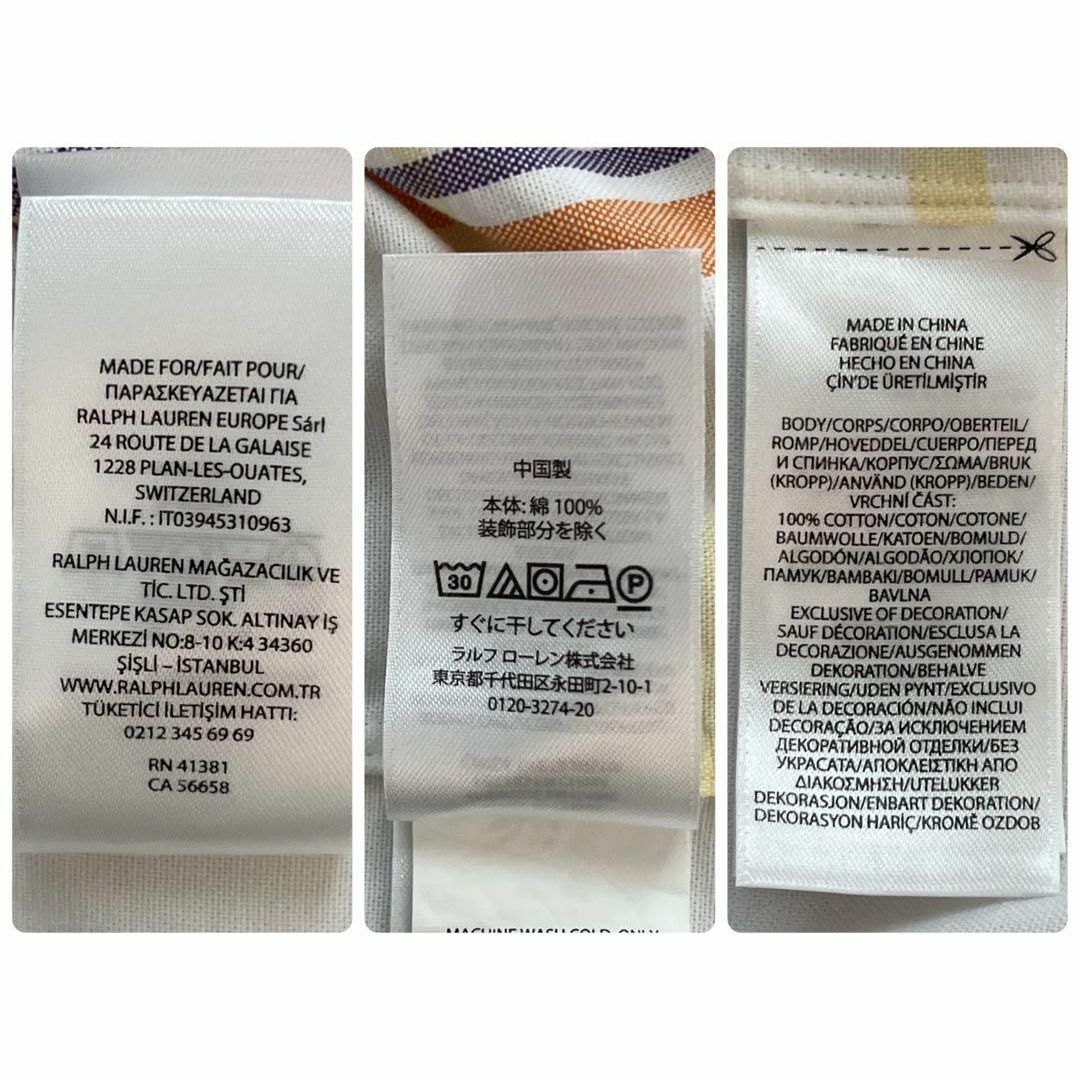 MADE FOR/FAIT POUR/
ΠΑΡΑΣΚΕΥΑΖΕΤΑΙ ΓΙΑ
RALPH LAUREN EUROPE Sárl
24 ROUTE DE LA GALAISE
1228 PLAN-LES-OUATES,
SWITZERLAND
N.I.F. : IT03945310963
RALPH LAUREN MAĞAZACILIK VE
TİC. LTD. ŞTİ
ESENTEPE KASAP SOK. ALTINAY İŞ
MERKEZİ NO:8-10 K:4 34360
ŞİŞLİ – İSTANBUL
WWW.RALPHLAUREN.COM.TR
TÜKETİCİ İLETİŞİM HATTI:
0212 345 69 69
RN 41381
CA 56658
中国製
本体: 綿 100%
装飾部分を除く
30
P
すぐに干してください
ラルフ ローレン株式会社
東京都千代田区永田町2-10-1
0120-3274-20
MACHINE WASH COLD, ONLY
MADE IN CHINA
FABRIQUÉ EN CHINE
HECHO EN CHINA
ÇİN'DE ÜRETİLMİŞTİR
BODY/CORPS/CORPO/OBERTEIL/
ROMP/HOVEDDEL/CUERPO/ПЕРЕД
И СПИНКА/КОРПУС/ΣΩΜΑ/BRUK
(KROPP)/ANVÄND (KROPP)/BEDEN/
VRCHNÍ ČÁST:
100% COTTON/COTON/COTONE/
BAUMWOLLE/KATOEN/BOMULD/
ALGODÓN/ALGODÃO/ХЛОПОК/
ПАМУК/BAMBAKI/BOMULL/PAMUK/
BAVLNA
EXCLUSIVE OF DECORATION/
SAUF DÉCORATION/ESCLUSA LA
DECORAZIONE/AUSGENOMMEN
DEKORATION/BEHALVE
VERSIERING/UDEN PYNT/EXCLUSIVO
DE LA DECORACIÓN/NÃO INCLUI
DECORAÇÃO/ЗА ИСКЛЮЧЕНИЕМ
ДЕКОРАТИВНОЙ ОТДЕЛКИ/БЕЗ
УКРАСАТА/ΑΠΟΚΛΕΙΣΤΙΚΗ ΑΠΟ
ΔΙΑΚΟΣΜΗΣΗ/UTELUKKER
DEKORASJON/ENBART DEKORATION/
DEKORASYON HARİÇ/KROMĚ OZDOB